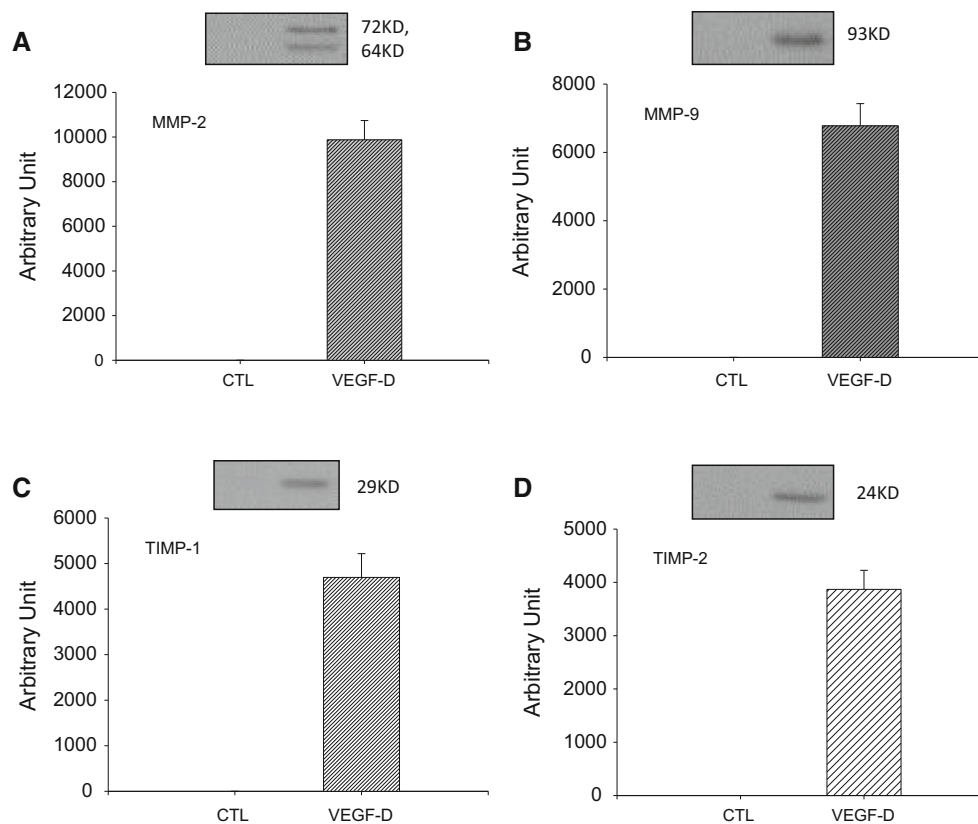 A
72KD,
64KD
MMP-2
12000
10000
8000
6000
4000
2000
0
Arbitrary Unit
CTL VEGF-D
B
93KD
MMP-9
8000
6000
4000
2000
0
Arbitrary Unit
CTL VEGF-D
C
29KD
TIMP-1
6000
5000
4000
3000
2000
1000
0
Arbitrary Unit
CTL VEGF-D
D
24KD
TIMP-2
5000
4000
3000
2000
1000
0
Arbitrary Unit
CTL VEGF-D